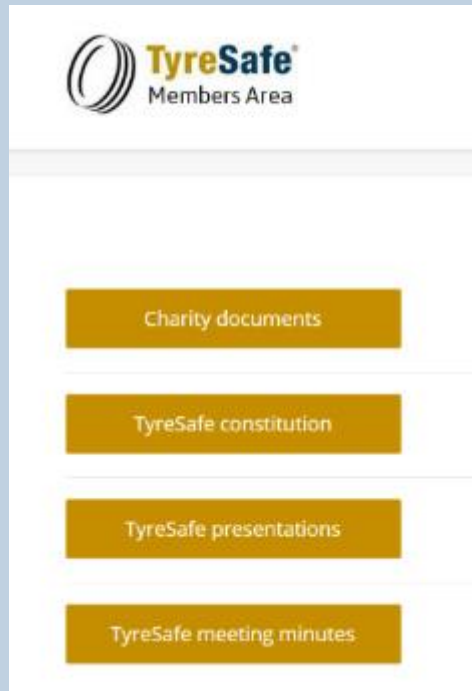 TyreSafe®
Members Area
Charity documents
TyreSafe constitution
TyreSafe presentations
TyreSafe meeting minutes